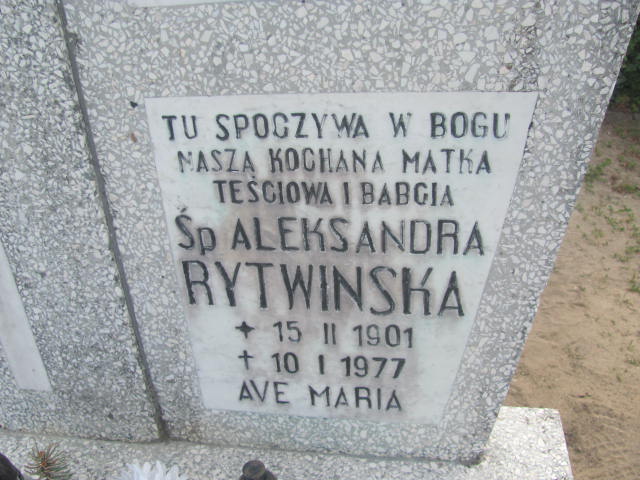 TU SPOCZYWA W BOGU
NASZA KOCHANA MATKA
TEŚCIOWA I BABCIA
Śp ALEKSANDRA
RYTWINSKA
✦ 15 II 1901
† 10 I 1977
AVE MARIA